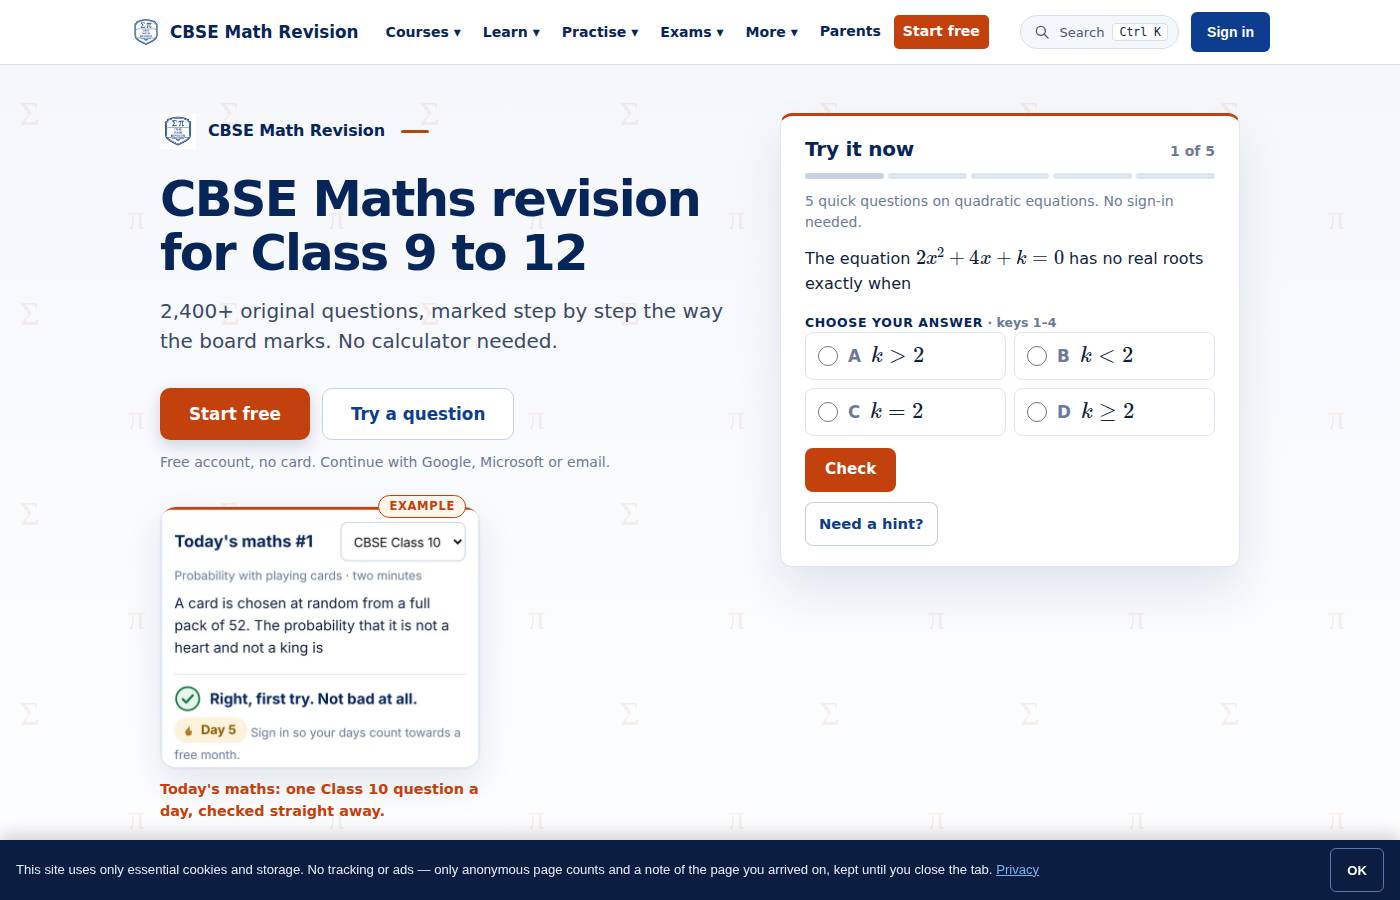 CBSE Math Revision
Courses ▾
Learn ▾
Practise ▾
Exams ▾
More ▾
Parents
Start free
Search Ctrl K
Sign in
CBSE Math Revision
CBSE Maths revision
for Class 9 to 12
2,400+ original questions, marked step by step the way
the board marks. No calculator needed.
Start free
Try a question
Free account, no card. Continue with Google, Microsoft or email.
EXAMPLE
Today's maths #1
CBSE Class 10
Probability with playing cards · two minutes
A card is chosen at random from a full
pack of 52. The probability that it is not a
heart and not a king is
Right, first try. Not bad at all.
Day 5 Sign in so your days count towards a
free month.
Today's maths: one Class 10 question a
day, checked straight away.
Try it now
1 of 5
5 quick questions on quadratic equations. No sign-in
needed.
The equation 2x² + 4x + k = 0 has no real roots
exactly when
CHOOSE YOUR ANSWER · keys 1–4
A k > 2
B k < 2
C k = 2
D k ≥ 2
Check
Need a hint?
This site uses only essential cookies and storage. No tracking or ads — only anonymous page counts and a note of the page you arrived on, kept until you close the tab. Privacy
OK